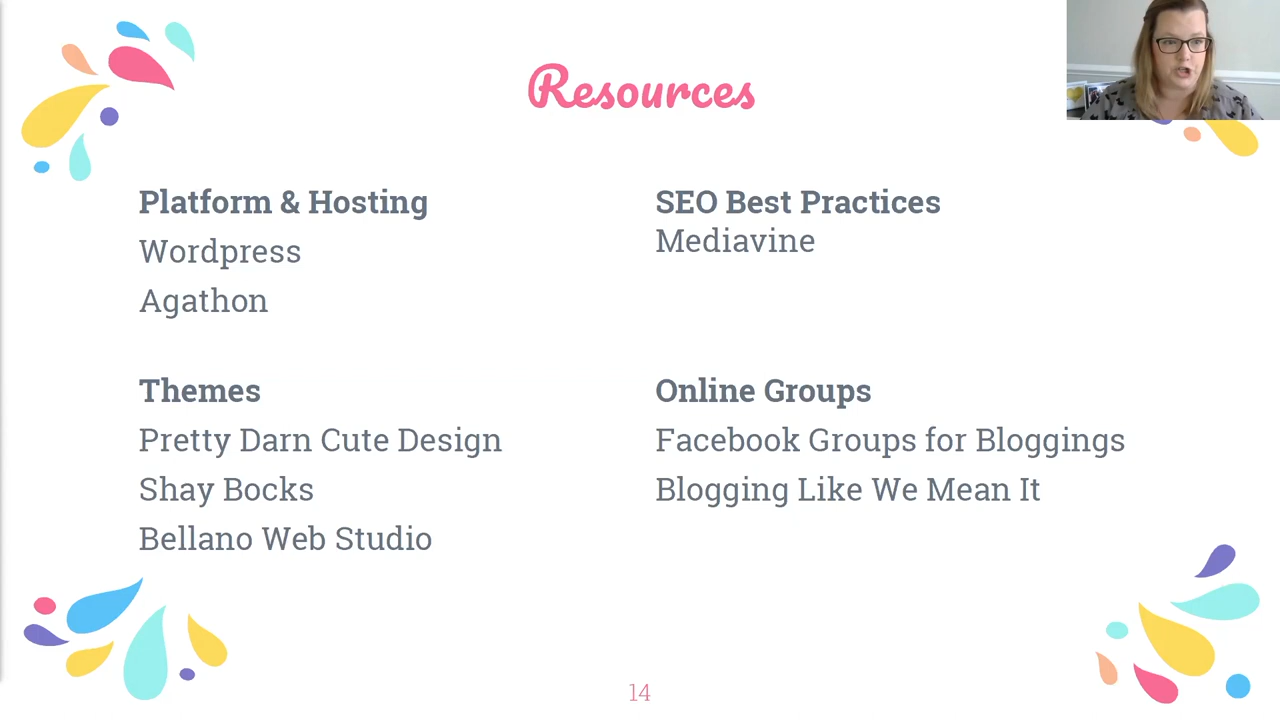 Resources
Platform & Hosting
Wordpress
Agathon
SEO Best Practices
Mediavine
Themes
Pretty Darn Cute Design
Shay Bocks
Bellano Web Studio
Online Groups
Facebook Groups for Bloggings
Blogging Like We Mean It
14